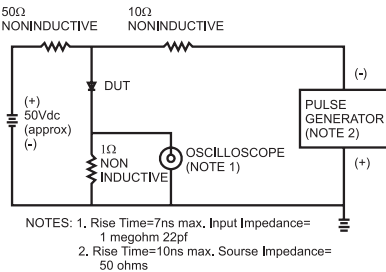 50Ω
NONINDUCTIVE
10Ω
NONINDUCTIVE
DUT
(+)
50Vdc
(approx)
(-)
1Ω
NON
INDUCTIVE
OSCILLOSCOPE
(NOTE 1)
(-)
PULSE
GENERATOR
(NOTE 2)
(+)
NOTES: 1. Rise Time=7ns max. Input Impedance=
1 megohm 22pf
2. Rise Time=10ns max. Sourse Impedance=
50 ohms